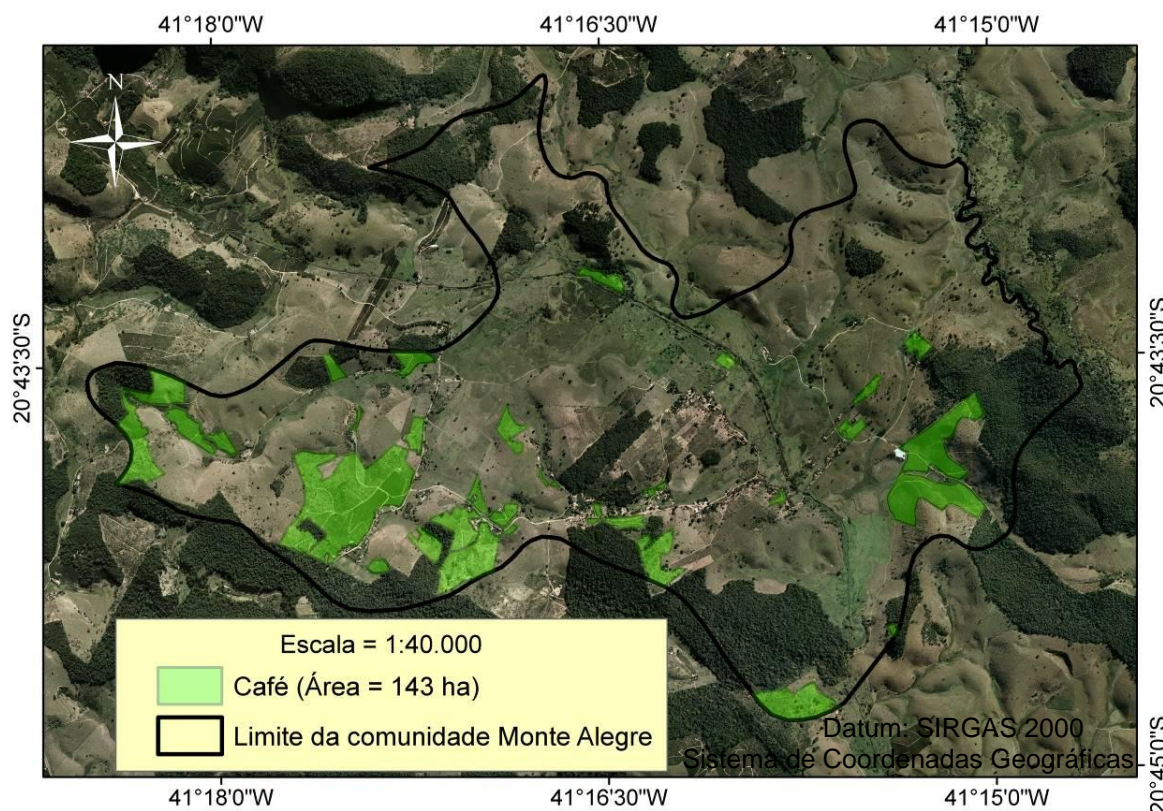 41°18'0"W
41°16'30"W
41°15'0"W
N
20°43'30"S
20°43'30"S
Escala = 1:40.000
Café (Área = 143 ha)
Limite da comunidade Monte Alegre
Datum: SIRGAS 2000
Sistema de Coordenadas Geográficas
20°45'0"S
41°18'0"W
41°16'30"W
41°15'0"W